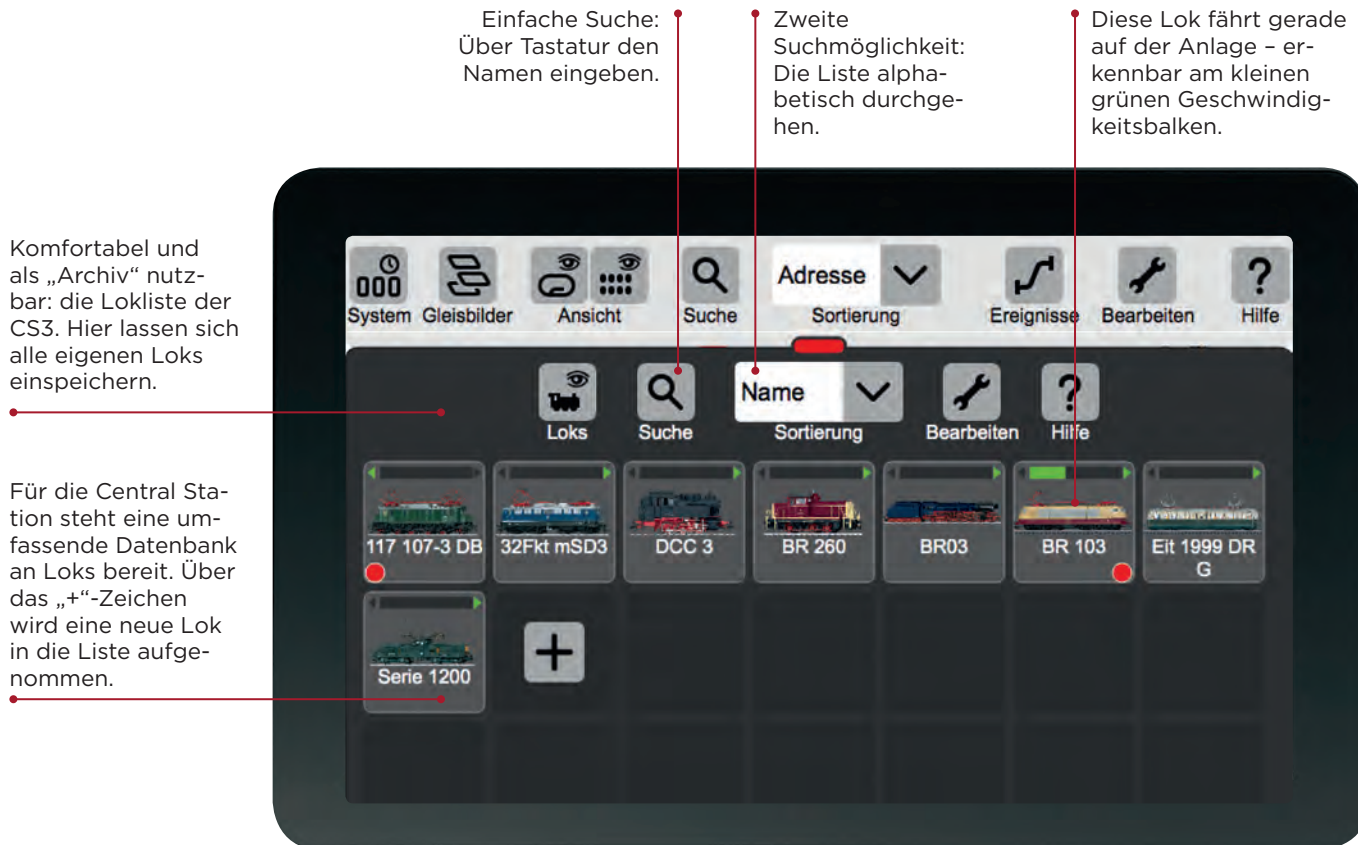 Einfache Suche:
Über Tastatur den
Namen eingeben.
Zweite
Suchmöglichkeit:
Die Liste alpha-
betisch durchge-
hen.
Diese Lok fährt gerade
auf der Anlage – er-
kennbar am kleinen
grünen Geschwindig-
keitsbalken.
Komfortabel und
als „Archiv“ nutz-
bar: die Lokliste der
CS3. Hier lassen sich
alle eigenen Loks
einspeichern.
Für die Central Sta-
tion steht eine um-
fassende Datenbank
an Loks bereit. Über
das „+“-Zeichen
wird eine neue Lok
in die Liste aufge-
nommen.
Adresse
System Gleisbilder Ansicht Suche Sortierung Ereignisse Bearbeiten Hilfe
Name
Loks Suche Sortierung Bearbeiten Hilfe
117 107-3 DB 32Fkt mSD3 DCC 3 BR 260 BR03 BR 103 Eit 1999 DR
G
Serie 1200